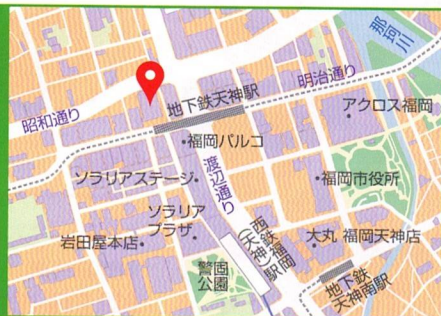 那珂川
明治通り
地下鉄天神駅
アクロス福岡
昭和通り
福岡パルコ
渡辺通り
ソラリアステージ
福岡市役所
西鉄福岡
(天神)駅
ソラリア
プラザ
岩田屋本店
大丸 福岡天神店
警固
公園
地下鉄
天神南駅